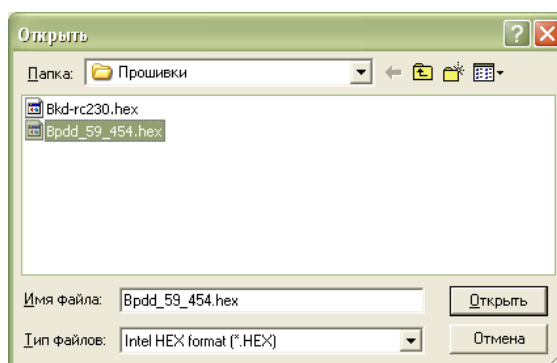 Открыть
Папка: Прошивки
Bkd-rc230.hex
Bpdd_59_454.hex
Имя файла: Bpdd_59_454.hex Открыть
Тип файлов: Intel HEX format (*.HEX) Отмена